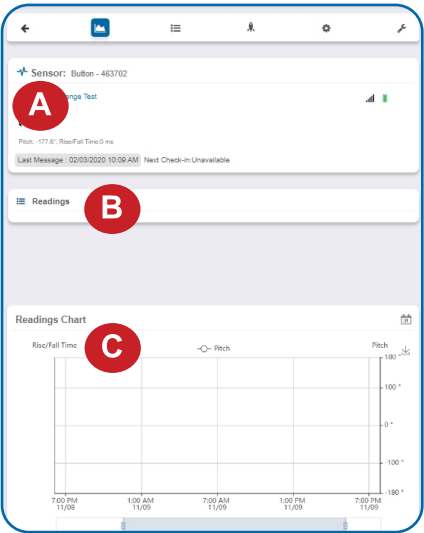 Sensor: Button - 463702
A
ange Test
Pitch: -177.6°, Rise/Fall Time:0 ms
Last Message : 02/03/2020 10:09 AM Next Check-in:Unavailable
Readings
B
Readings Chart
31
C
Rise/Fall Time
Pitch
Pitch
180 °
100 °
0 °
-100 °
-180 °
7:00 PM 1:00 AM 7:00 AM 1:00 PM 7:00 PM
11/08 11/09 11/09 11/09 11/09